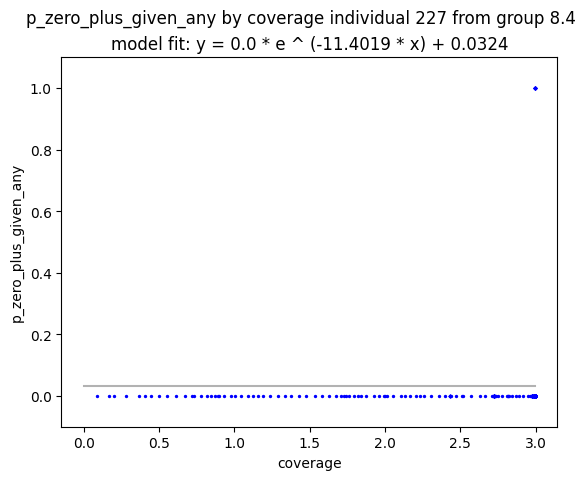 p_zero_plus_given_any by coverage individual 227 from group 8.4
model fit: y = 0.0 * e ^ (-11.4019 * x) + 0.0324
1.0
0.8
0.6
0.4
0.2
0.0
p_zero_plus_given_any
0.0 0.5 1.0 1.5 2.0 2.5 3.0
coverage